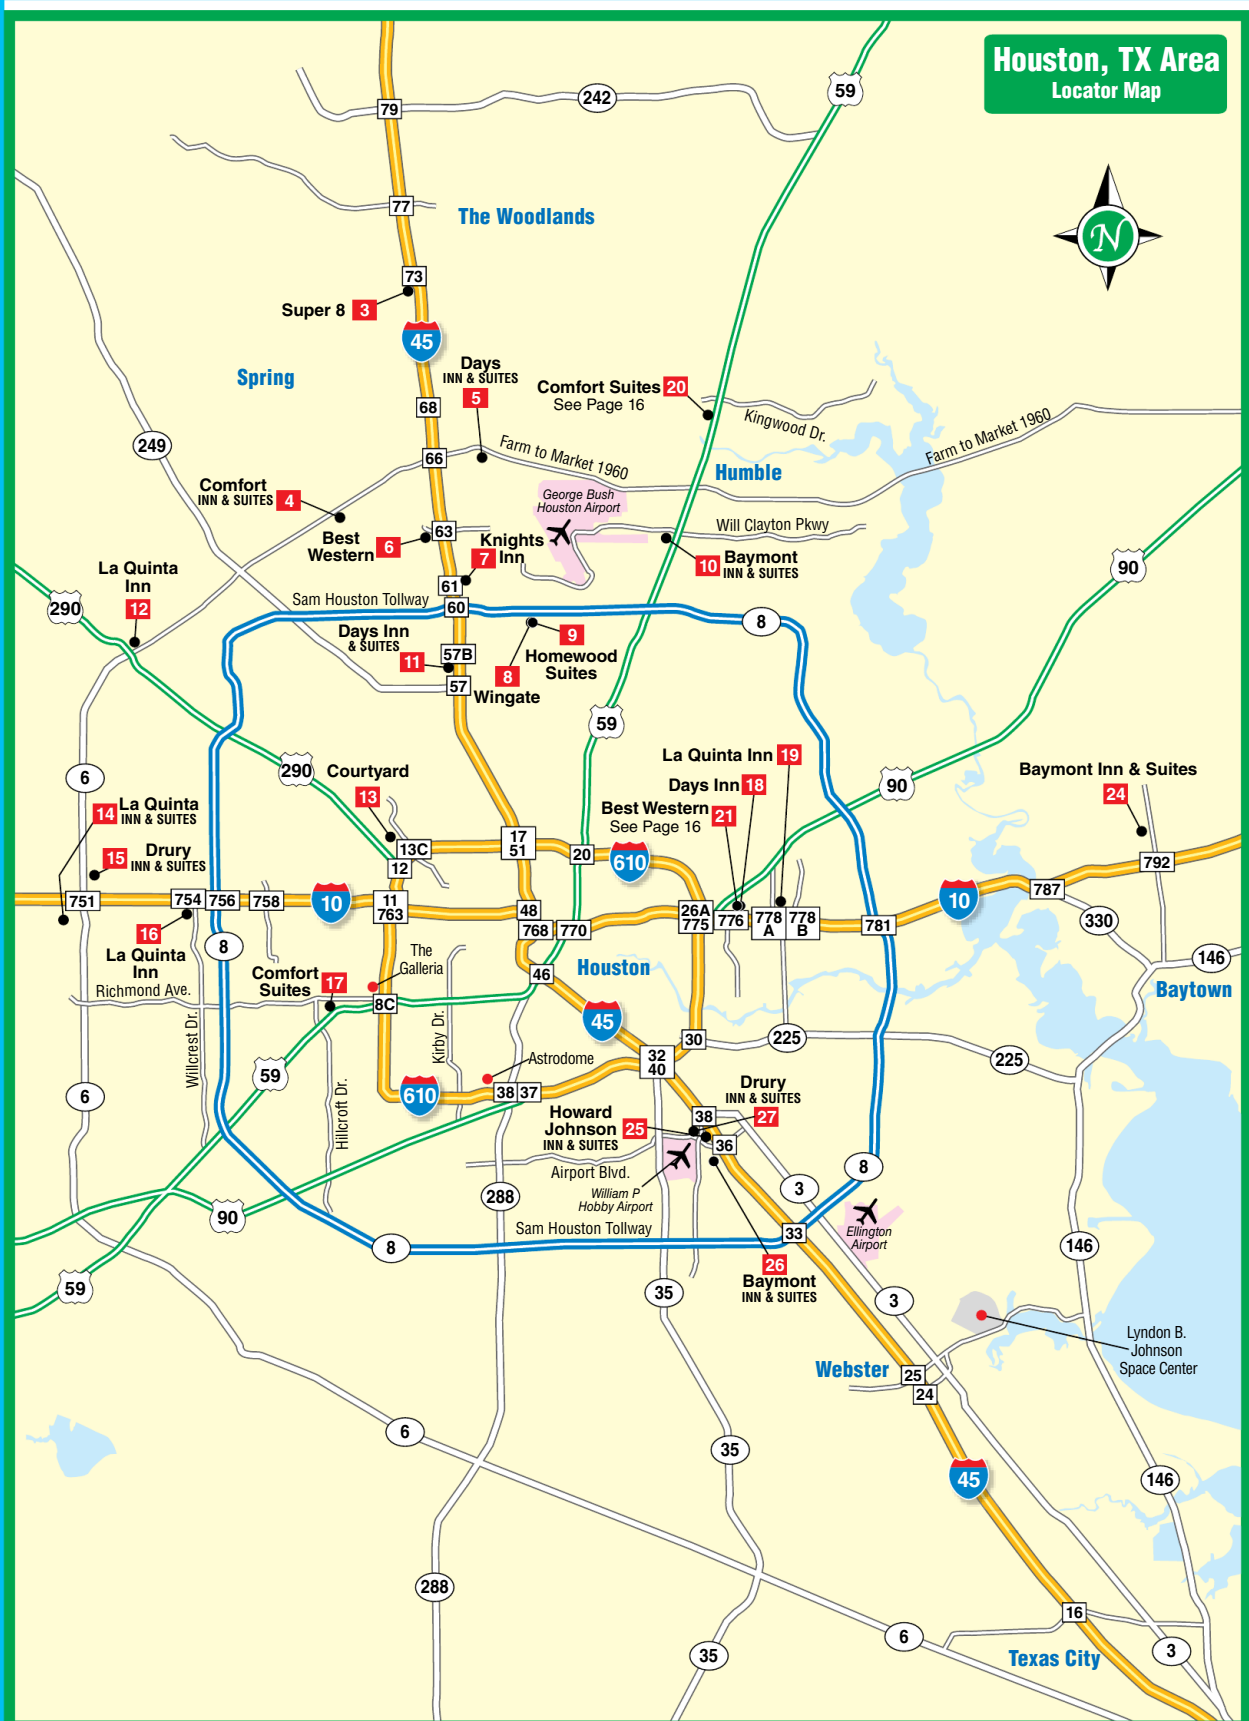 Houston, TX Area
Locator Map
59
242
79
77
The Woodlands
N
73
Super 8 3
45
Spring
Days
INN & SUITES
5
Comfort Suites 20
See Page 16
Kingwood Dr.
68
249
66
Farm to Market 1960
Farm to Market 1960
Humble
Comfort
INN & SUITES 4
George Bush
Houston Airport
Best
Western 6
63
Knights
7 Inn
Will Clayton Pkwy
10 Baymont
INN & SUITES
90
La Quinta
Inn
12
290
61
Sam Houston Tollway
60
8
Days Inn
& SUITES
11
57B
9
Homewood
Suites
8
Wingate
57
59
290
6
Courtyard
13
La Quinta Inn 19
Days Inn 18
Best Western 21
See Page 16
90
Baymont Inn & Suites
24
14 La Quinta
INN & SUITES
15 Drury
INN & SUITES
13C
12
17
51
20
610
792
751
754
756
758
10
11
763
48
768
770
26A
775
776
778
A
778
B
781
10
787
330
16
La Quinta
Inn
8
The
Galleria
Houston
146
Baytown
Comfort
Suites 17
46
Richmond Ave.
8C
45
Willcrest Dr.
Kirby Dr.
30
225
225
59
Hillcroft Dr.
Astrodome
32
40
6
610
38
37
Drury
INN & SUITES
27
Howard
Johnson
INN & SUITES 25
38
36
Airport Blvd.
William P
Hobby Airport
8
3
288
90
Sam Houston Tollway
33
Ellington
Airport
8
146
59
26
Baymont
INN & SUITES
35
3
Lyndon B.
Johnson
Space Center
Webster
25
24
6
35
45
146
288
16
6
3
35
Texas City